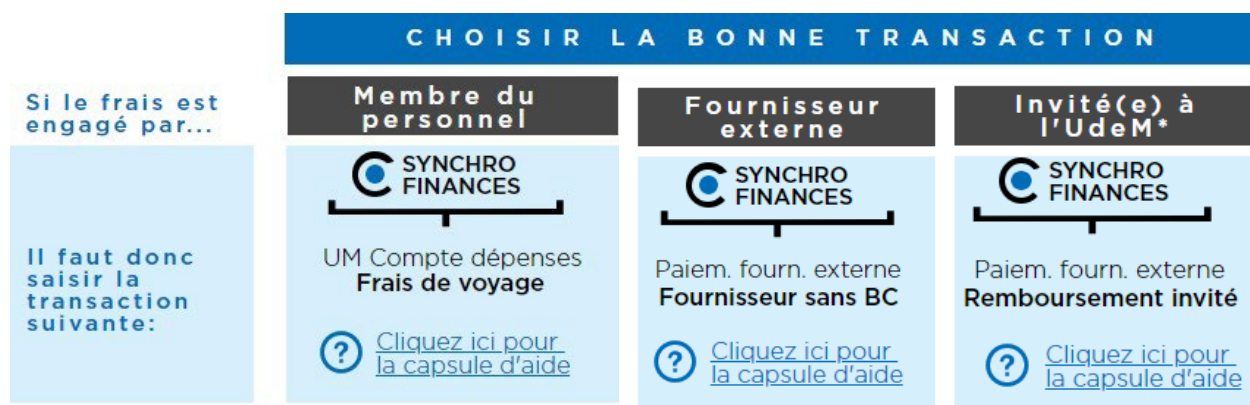 CHOISIR LA BONNE TRANSACTION
Si le frais est
engagé par...
Membre du
personnel
Fournisseur
externe
Invité(e) à
l'UdeM*
Il faut donc
saisir la
transaction
suivante:
SYNCHRO
FINANCES
UM Compte dépenses
Frais de voyage
Cliquez ici pour
la capsule d'aide
SYNCHRO
FINANCES
Paiem. fourn. externe
Fournisseur sans BC
Cliquez ici pour
la capsule d'aide
SYNCHRO
FINANCES
Paiem. fourn. externe
Remboursement invité
Cliquez ici pour
la capsule d'aide